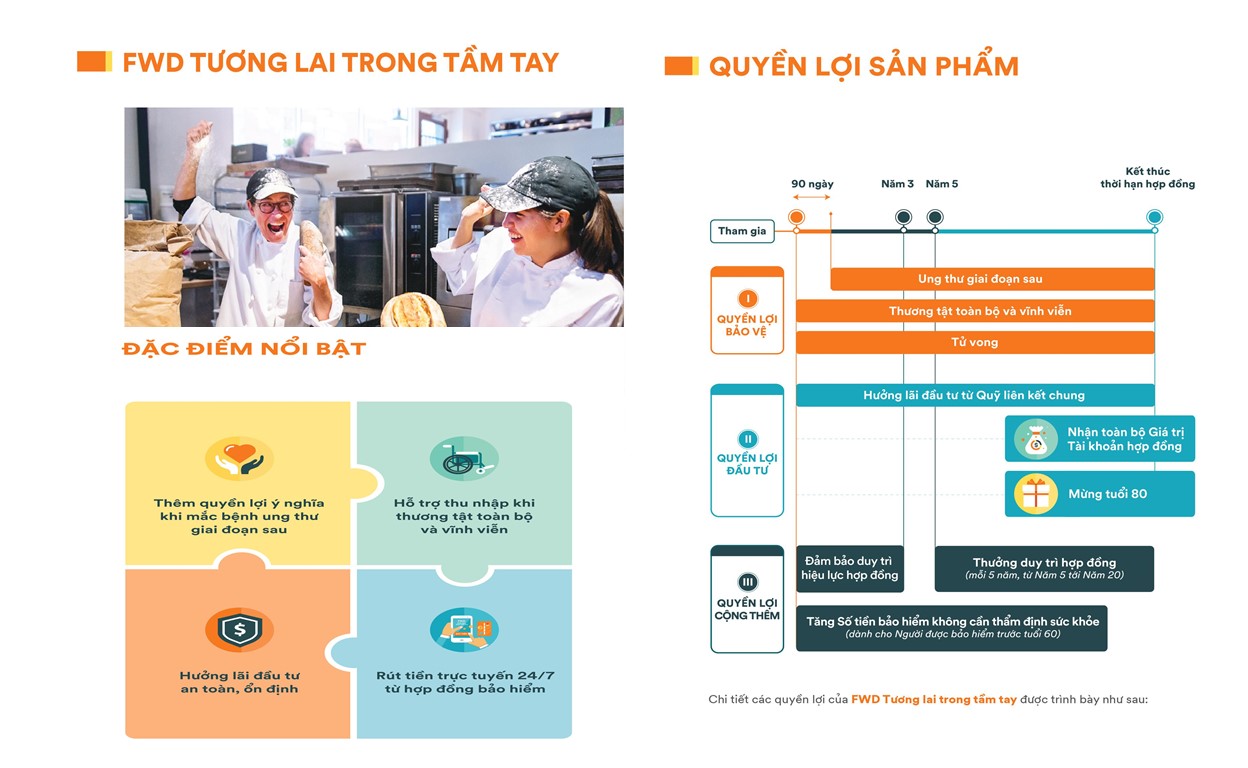 FWD TƯƠNG LAI TRONG TẦM TAY
ĐẶC ĐIỂM NỔI BẬT
Thêm quyền lợi ý nghĩa
khi mắc bệnh ung thư
giai đoạn sau
Hỗ trợ thu nhập khi
thương tật toàn bộ
và vĩnh viễn
Hưởng lãi đầu tư
an toàn, ổn định
Rút tiền trực tuyến 24/7
từ hợp đồng bảo hiểm
QUYỀN LỢI SẢN PHẨM
90 ngày
Năm 3
Năm 5
Kết thúc
thời hạn hợp đồng
Tham gia
I
QUYỀN LỢI
BẢO VỆ
Ung thư giai đoạn sau
Thương tật toàn bộ và vĩnh viễn
Tử vong
II
QUYỀN LỢI
ĐẦU TƯ
Hưởng lãi đầu tư từ Quỹ liên kết chung
Nhận toàn bộ Giá trị
Tài khoản hợp đồng
Mừng tuổi 80
III
QUYỀN LỢI
CỘNG THÊM
Đảm bảo duy trì
hiệu lực hợp đồng
Thưởng duy trì hợp đồng
(mỗi 5 năm, từ Năm 5 tới Năm 20)
Tăng Số tiền bảo hiểm không cần thẩm định sức khỏe
(dành cho Người được bảo hiểm trước tuổi 60)
Chi tiết các quyền lợi của FWD Tương lai trong tầm tay được trình bày như sau: